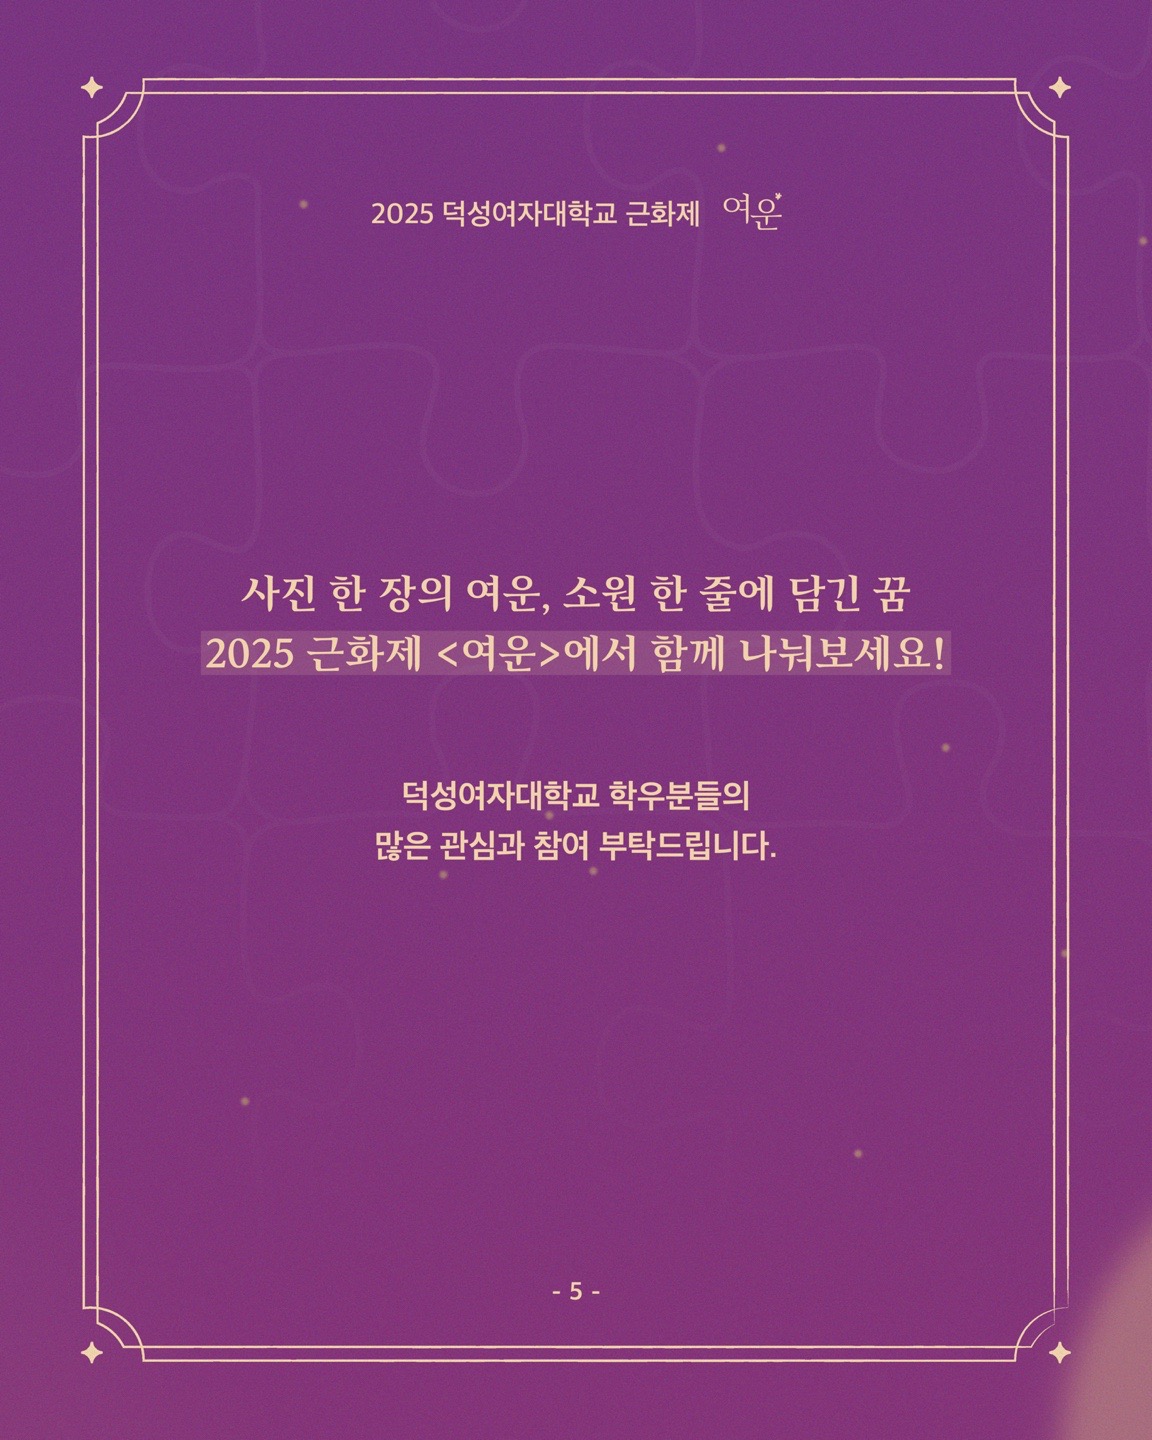 2025 덕성여자대학교 근화제 여운
사진 한 장의 여운, 소원 한 줄에 담긴 꿈
2025 근화제 <여운>에서 함께 나눠보세요!
덕성여자대학교 학우분들의
많은 관심과 참여 부탁드립니다.
- 5 -